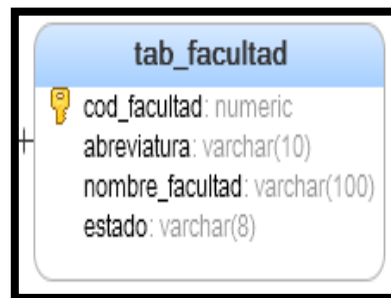 tab_facultad
cod_facultad: numeric
abreviatura: varchar(10)
nombre_facultad: varchar(100)
estado: varchar(8)